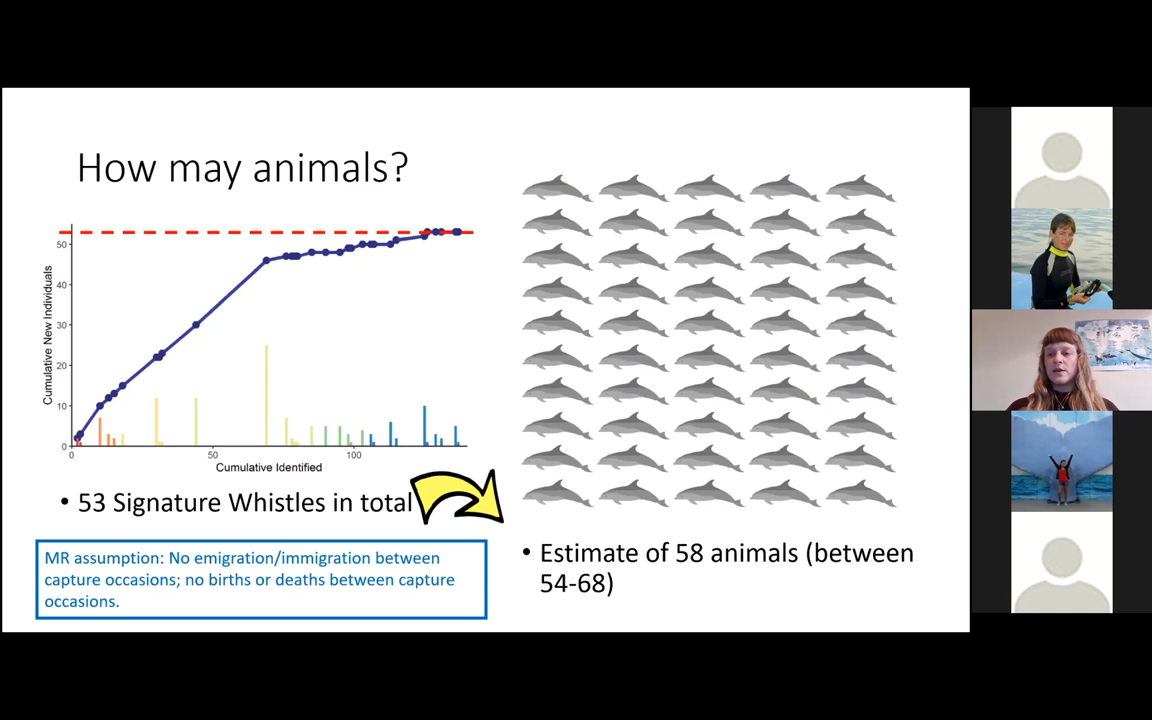 How may animals?
Cumulative New Individuals
50
40
30
20
10
0
0
50
100
Cumulative Identified
• 53 Signature Whistles in total
MR assumption: No emigration/immigration between
capture occasions; no births or deaths between capture
occasions.
• Estimate of 58 animals (between
54-68)